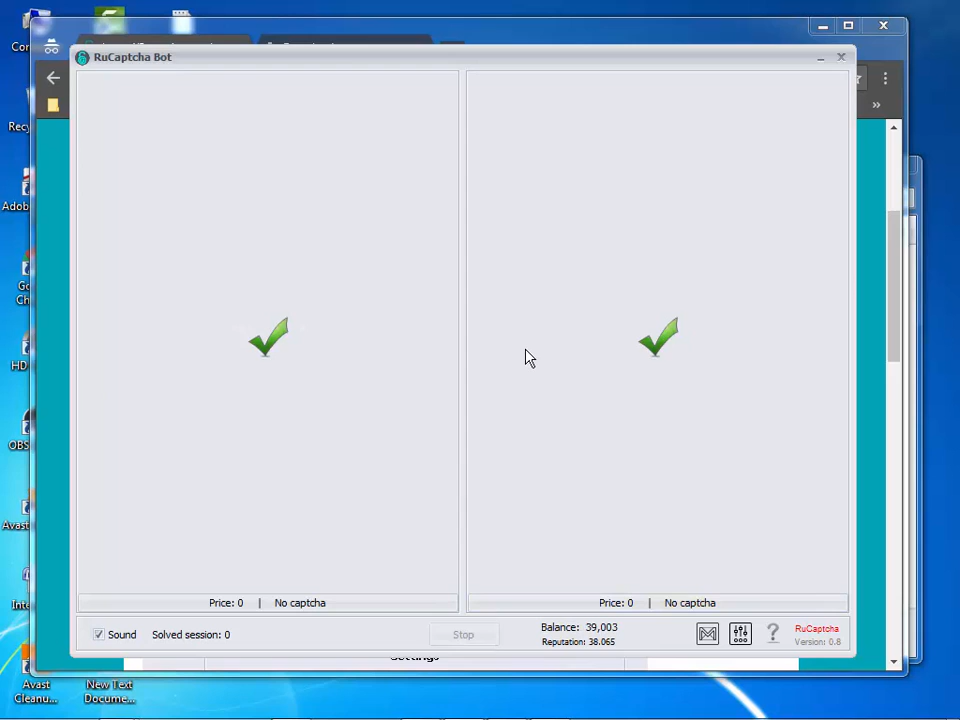 Cor
RuCaptcha Bot
Recy
Adob
Go
Ch
HD
OBS
Avast
Inte
Price: 0 | No captcha
Price: 0 | No captcha
Sound
Solved session: 0
Stop
Balance: 39,003
Reputation: 38.065
RuCaptcha
Version: 0.8
Settings
Avast
Cleanu...
New Text
Docume...